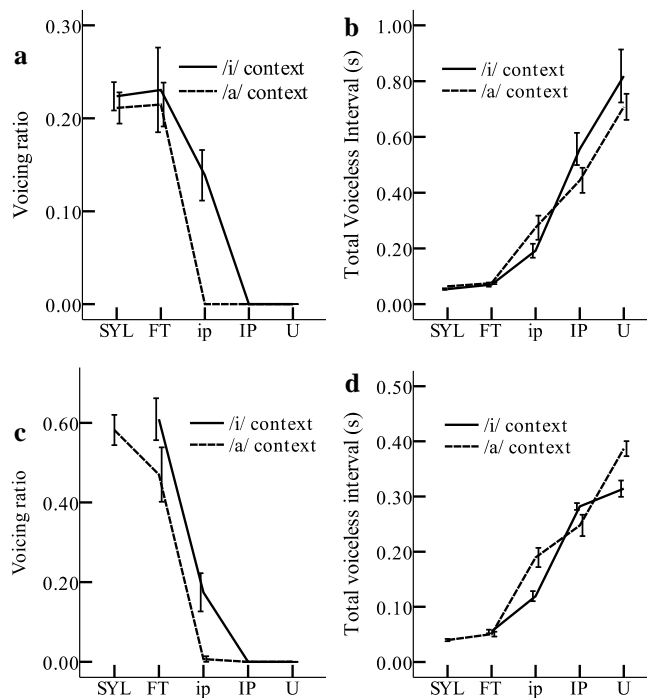 a
0.30
0.20
0.10
0.00
Voicing ratio
/i/ context
/a/ context
SYL FT ip IP U
b
1.00
0.80
0.60
0.40
0.20
0.00
Total Voiceless Interval (s)
/i/ context
/a/ context
SYL FT ip IP U
c
0.60
0.40
0.20
0.00
Voicing ratio
/i/ context
/a/ context
SYL FT ip IP U
d
0.50
0.40
0.30
0.20
0.10
0.00
Total voiceless interval (s)
/i/ context
/a/ context
SYL FT ip IP U